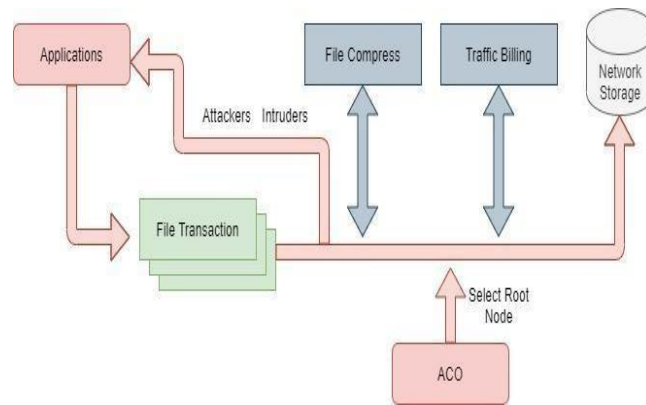 Applications
File Compress
Traffic Billing
Network
Storage
Attackers Intruders
File Transaction
Select Root
Node
ACO